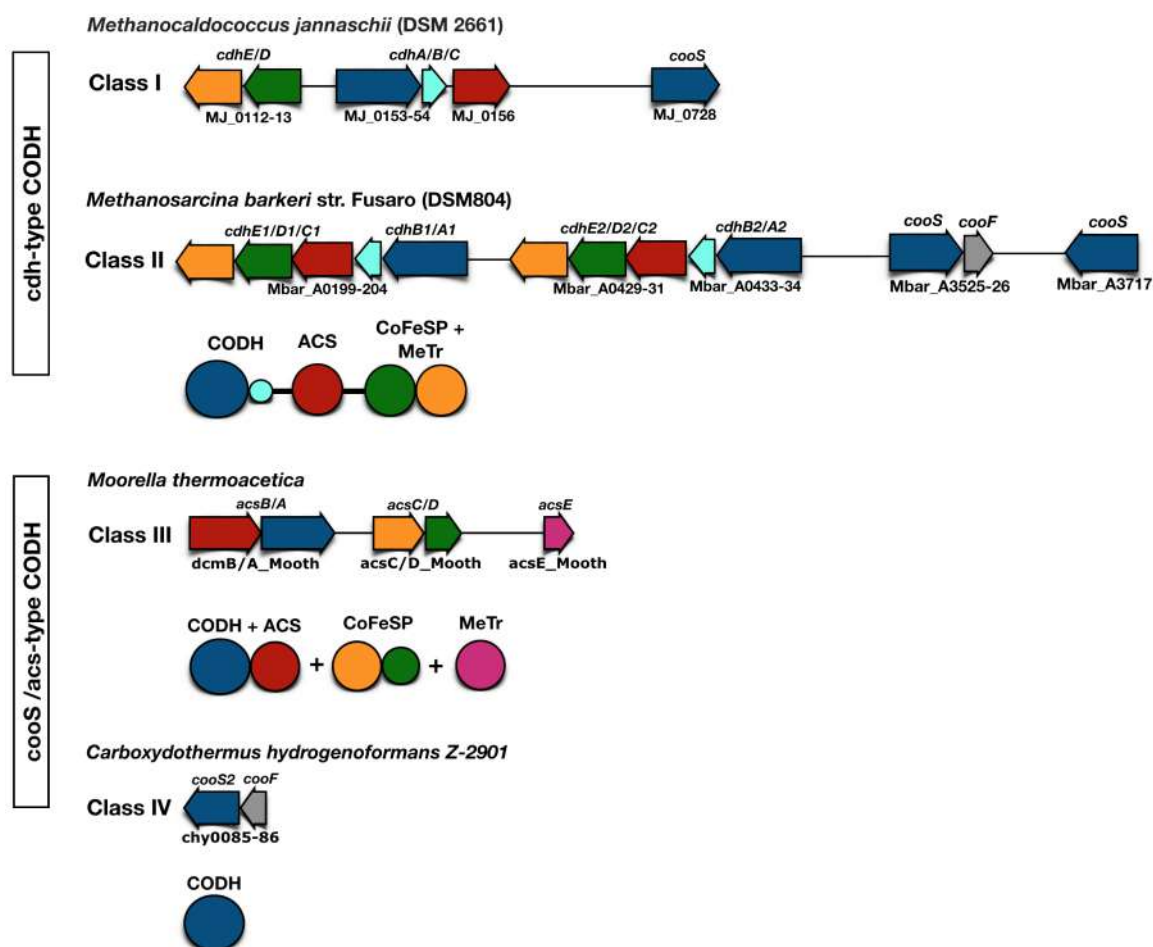 Methanocaldococcus jannaschii (DSM 2661)
cdh-type CODH
Class I
cdhE/D
cdhA/B/C
cooS
MJ_0112-13
MJ_0153-54
MJ_0156
MJ_0728
Methanosarcina barkeri str. Fusaro (DSM804)
Class II
cdhE1/D1/C1
cdhB1/A1
cdhE2/D2/C2
cdhB2/A2
cooS
cooF
cooS
Mbar_A0199-204
Mbar_A0429-31
Mbar_A0433-34
Mbar_A3525-26
Mbar_A3717
CODH
ACS
CoFeSP +
MeTr
cooS /acs-type CODH
Moorella thermoacetica
Class III
acsB/A
acsC/D
acsE
dcmB/A_Mooth
acsC/D_Mooth
acsE_Mooth
CODH + ACS
+
CoFeSP
+
MeTr
Carboxydothermus hydrogenoformans Z-2901
Class IV
cooS2
cooF
chy0085-86
CODH